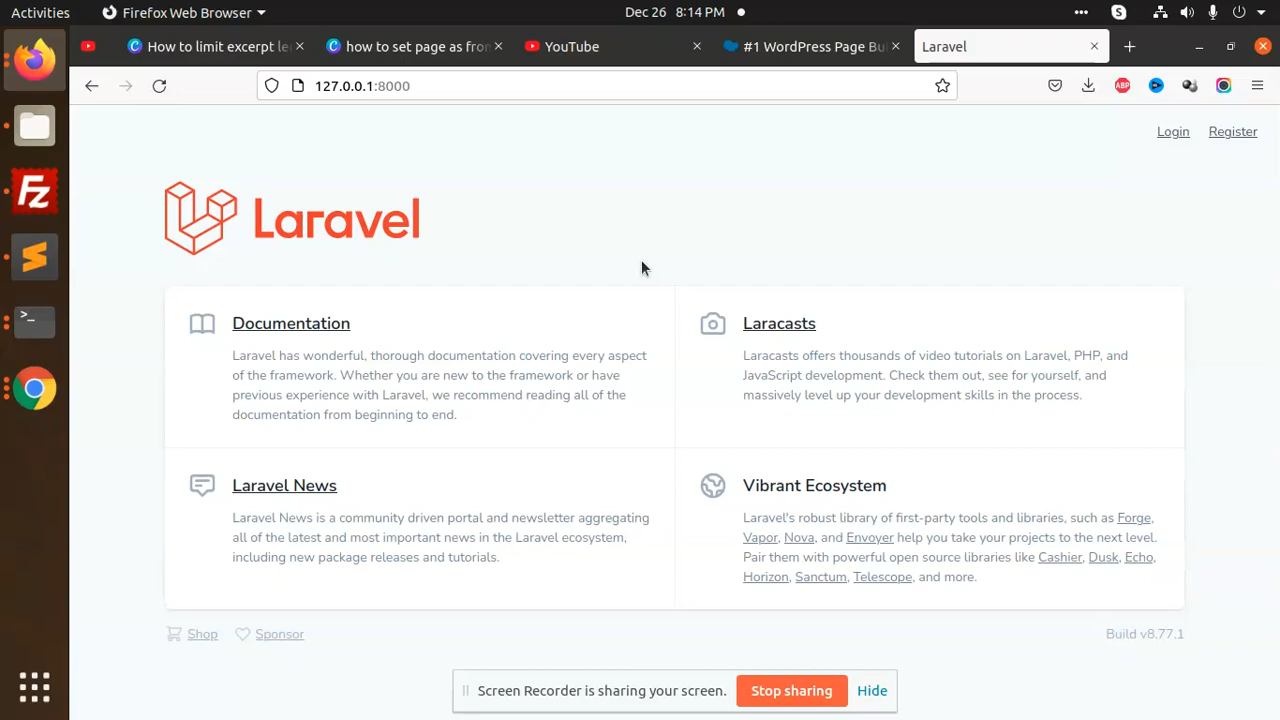 Activities
Firefox Web Browser
Dec 26 8:14 PM
How to limit excerpt le
how to set page as fron
YouTube
#1 WordPress Page Bui
Laravel
127.0.0.1:8000
ABP
Login
Register
Laravel
Documentation
Laravel has wonderful, thorough documentation covering every aspect
of the framework. Whether you are new to the framework or have
previous experience with Laravel, we recommend reading all of the
documentation from beginning to end.
Laracasts
Laracasts offers thousands of video tutorials on Laravel, PHP, and
JavaScript development. Check them out, see for yourself, and
massively level up your development skills in the process.
Laravel News
Laravel News is a community driven portal and newsletter aggregating
all of the latest and most important news in the Laravel ecosystem,
including new package releases and tutorials.
Vibrant Ecosystem
Laravel's robust library of first-party tools and libraries, such as Forge,
Vapor, Nova, and Envoyer help you take your projects to the next level.
Pair them with powerful open source libraries like Cashier, Dusk, Echo,
Horizon, Sanctum, Telescope, and more.
Shop
Sponsor
Build v8.77.1
Screen Recorder is sharing your screen.
Stop sharing
Hide